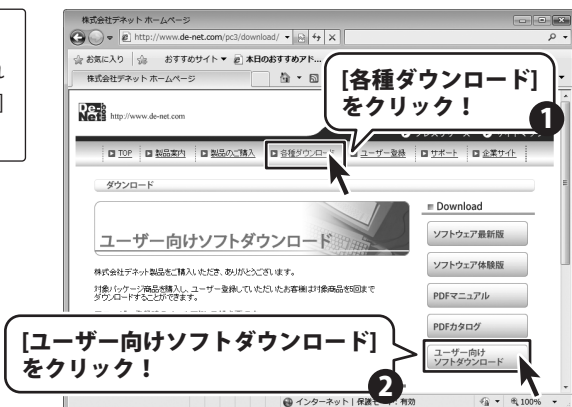 株式会社デネット ホームページ
http://www.de-net.com/pc3/download/
お気に入り おすすめサイト 本日のおすすめアド...
株式会社デネット ホームページ
[各種ダウンロード]
をクリック!
1
De-Net
http://www.de-net.com
TOP 製品案内 製品のご購入 各種ダウンロード ユーザー登録 サポート 企業サイト
ダウンロード
Download
ユーザー向けソフトダウンロード
ソフトウェア最新版
ソフトウェア体験版
PDFマニュアル
PDFカタログ
ユーザー向け
ソフトダウンロード
株式会社デネット製品をご購入いただき、ありがとうございます。
対象パッケージ商品を購入し、ユーザー登録していただいたお客様は対象商品を5回まで
ダウンロードすることができます。
[ユーザー向けソフトダウンロード]
をクリック!
2
インターネット | 保護モード: 有効
100%